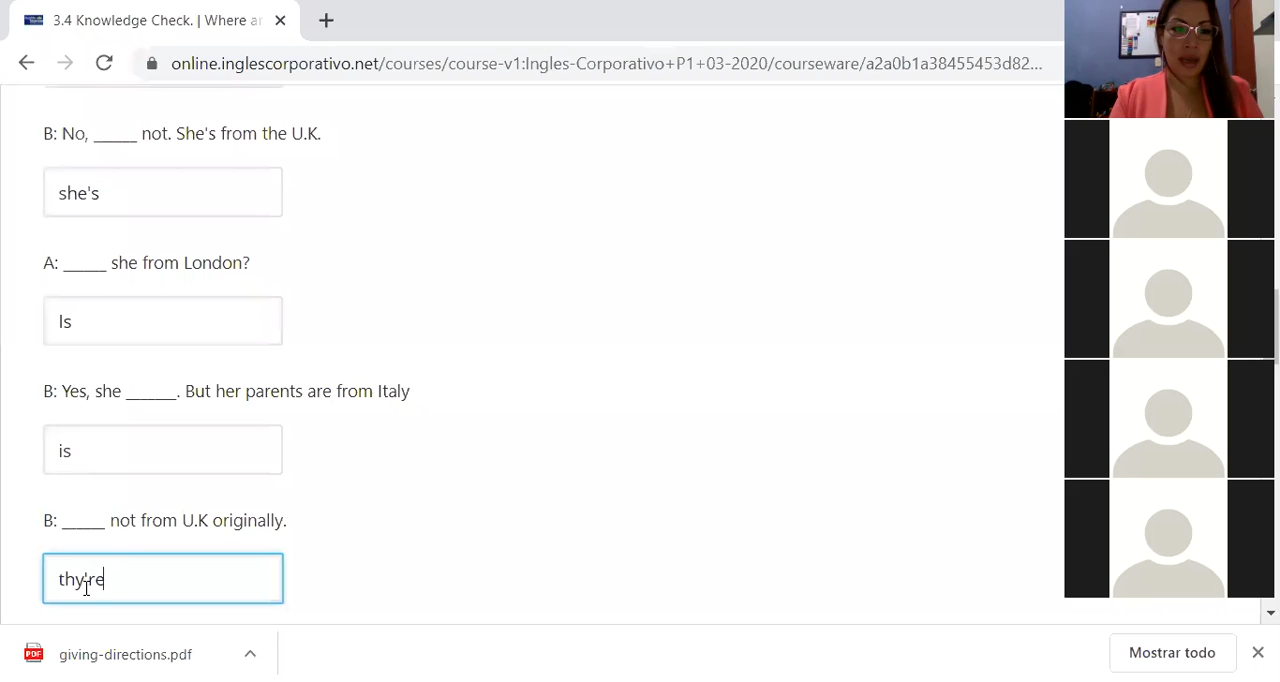 3.4 Knowledge Check. | Where ar
online.inglescorporativo.net/courses/course-v1:Ingles-Corporativo+P1+03-2020/courseware/a2a0b1a38455453d82...
B: No, _____ not. She's from the U.K.
she's
A: _____ she from London?
Is
B: Yes, she ______. But her parents are from Italy
is
B: _____ not from U.K originally.
thy're
PDF
giving-directions.pdf
Mostrar todo